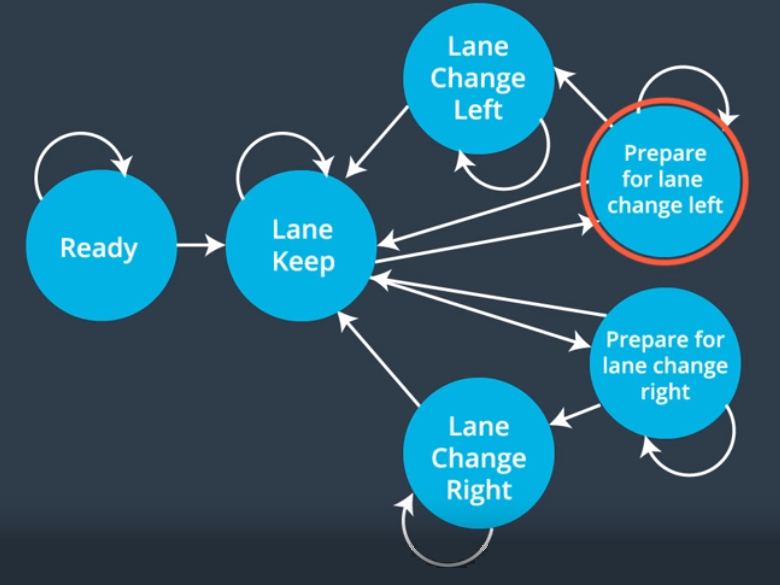 Lane
Change
Left
Prepare
for lane
change left
Ready
Lane
Keep
Prepare for
lane change
right
Lane
Change
Right